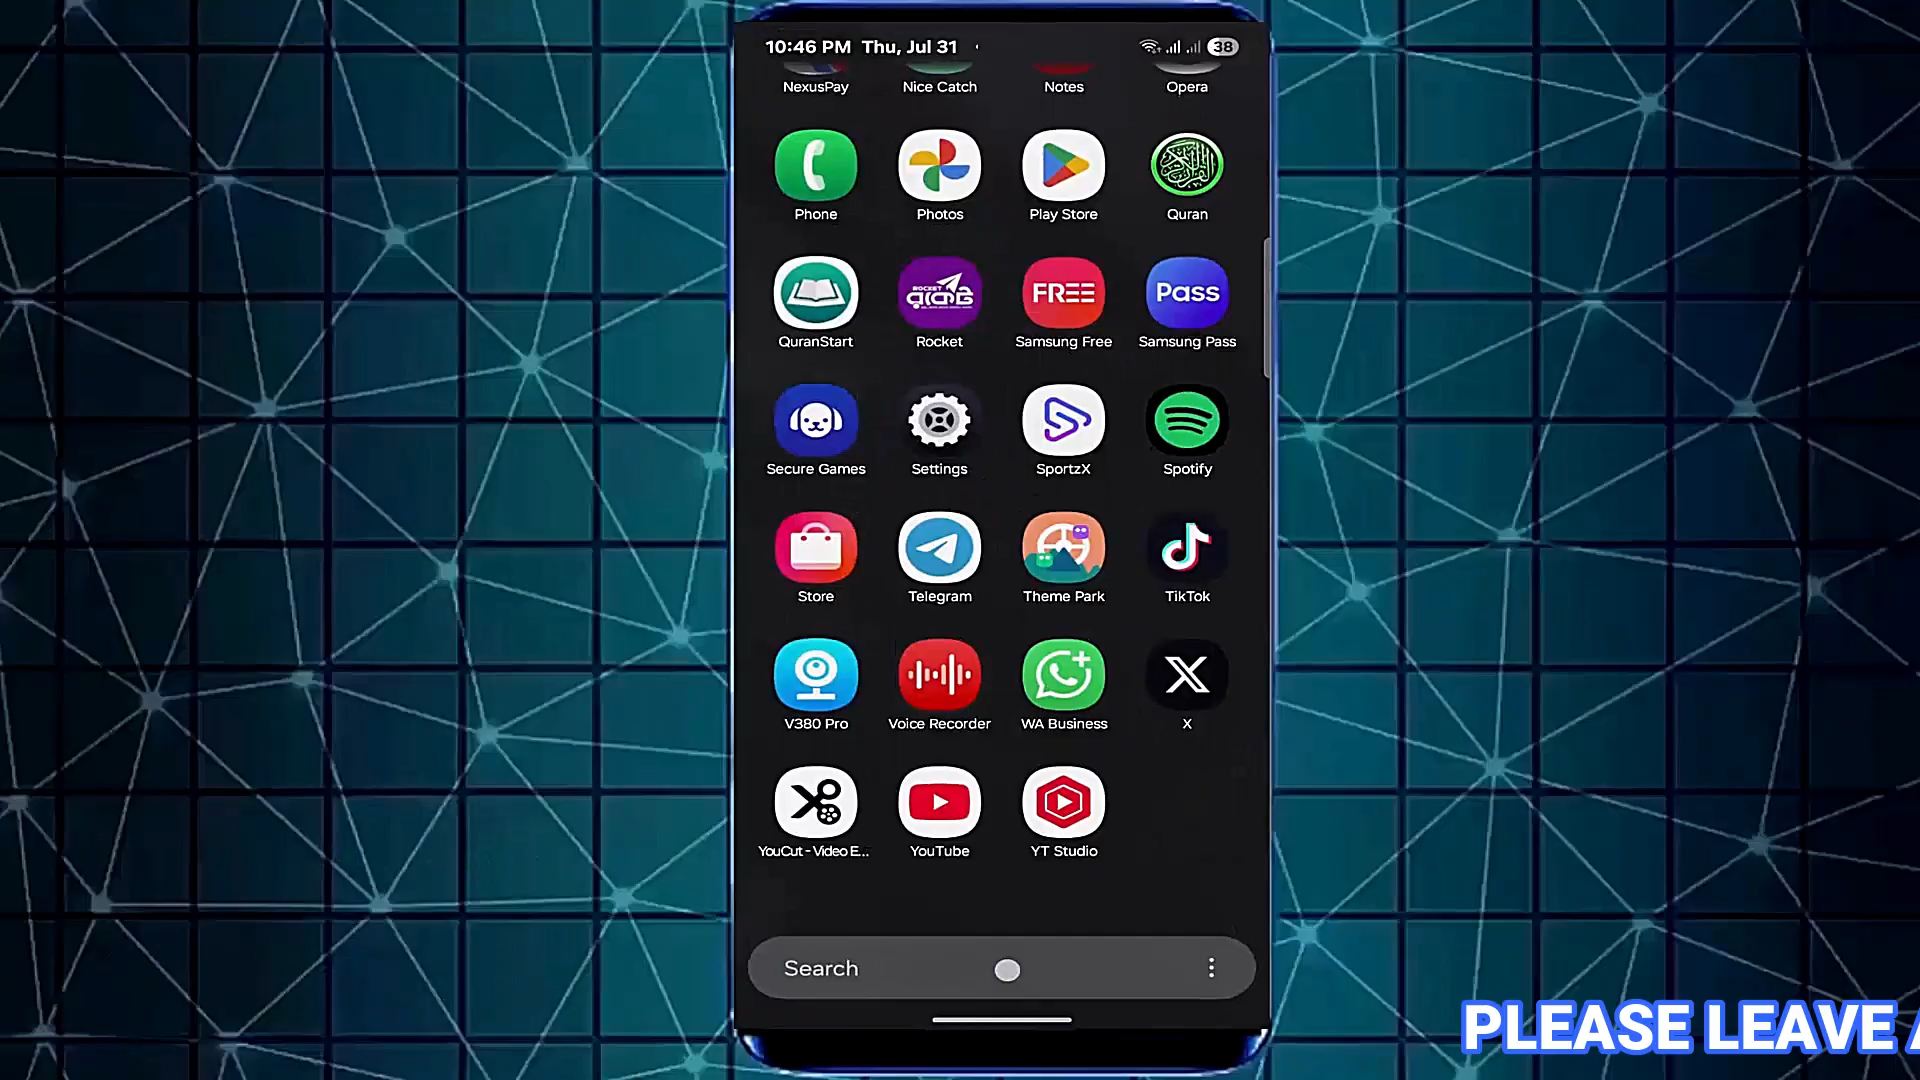 10:46 PM Thu, Jul 31
38
NexusPay Nice Catch Notes Opera
Phone Photos Play Store Quran
ROCKET রকেট FREE Pass
QuranStart Rocket Samsung Free Samsung Pass
Secure Games Settings SportzX Spotify
Store Telegram Theme Park TikTok
V380 Pro Voice Recorder WA Business X
YouCut - Video E... YouTube YT Studio
Search
PLEASE LEAVE